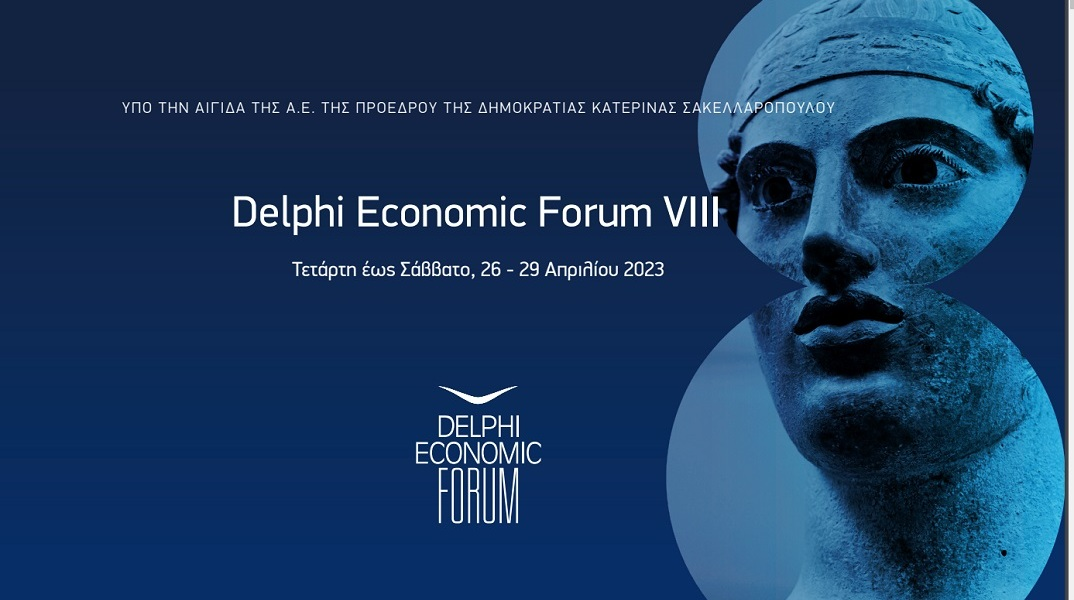 ΥΠΟ ΤΗΝ ΑΙΓΙΔΑ ΤΗΣ Α.Ε. ΤΗΣ ΠΡΟΕΔΡΟΥ ΤΗΣ ΔΗΜΟΚΡΑΤΙΑΣ ΚΑΤΕΡΙΝΑΣ ΣΑΚΕΛΛΑΡΟΠΟΥΛΟΥ
Delphi Economic Forum VIII
Τετάρτη έως Σάββατο, 26 - 29 Απριλίου 2023
DELPHI
ECONOMIC
FORUM